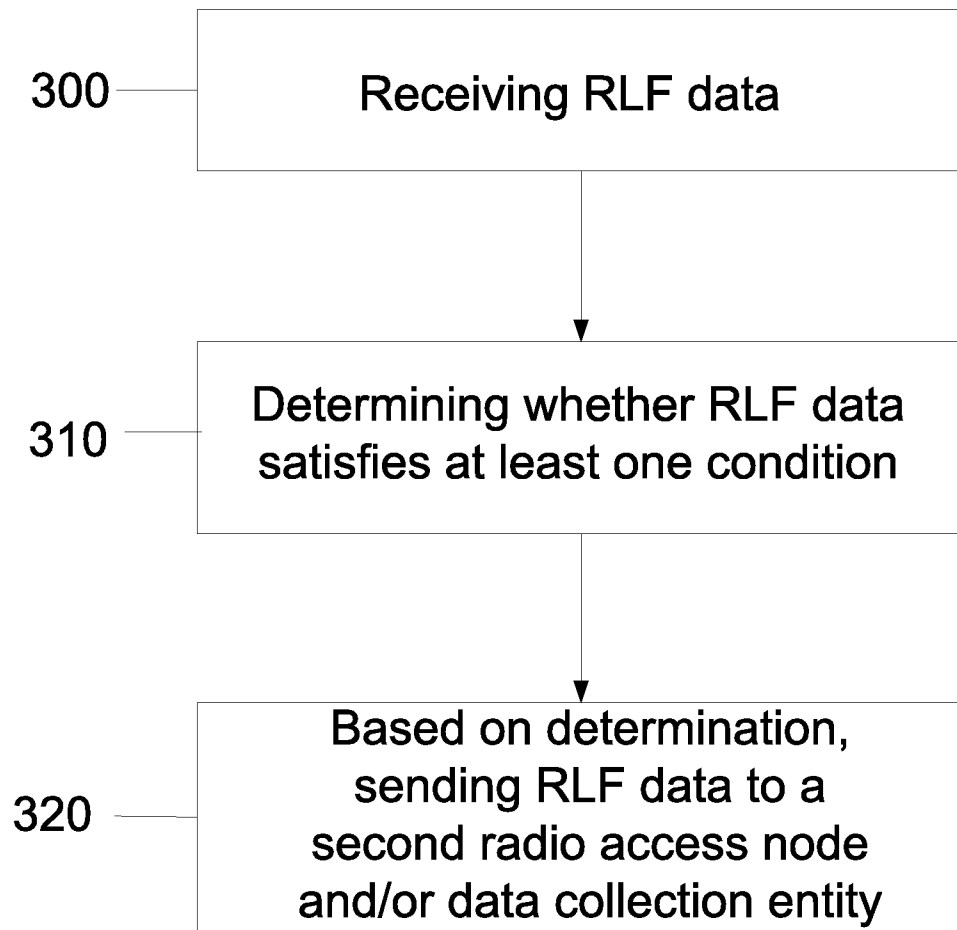 300
Receiving RLF data
310
Determining whether RLF data
satisfies at least one condition
320
Based on determination,
sending RLF data to a
second radio access node
and/or data collection entity